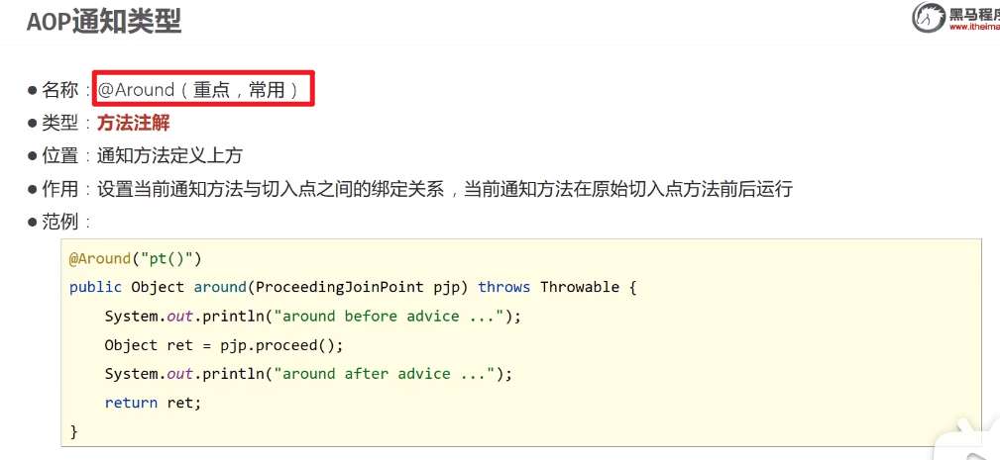 AOP通知类型
黑马程序
www.itheima
● 名称：@Around（重点，常用）
● 类型：方法注解
● 位置：通知方法定义上方
● 作用：设置当前通知方法与切入点之间的绑定关系，当前通知方法在原始切入点方法前后运行
● 范例：
@Around("pt()")
public Object around(ProceedingJoinPoint pjp) throws Throwable {
    System.out.println("around before advice ...");
    Object ret = pjp.proceed();
    System.out.println("around after advice ...");
    return ret;
}